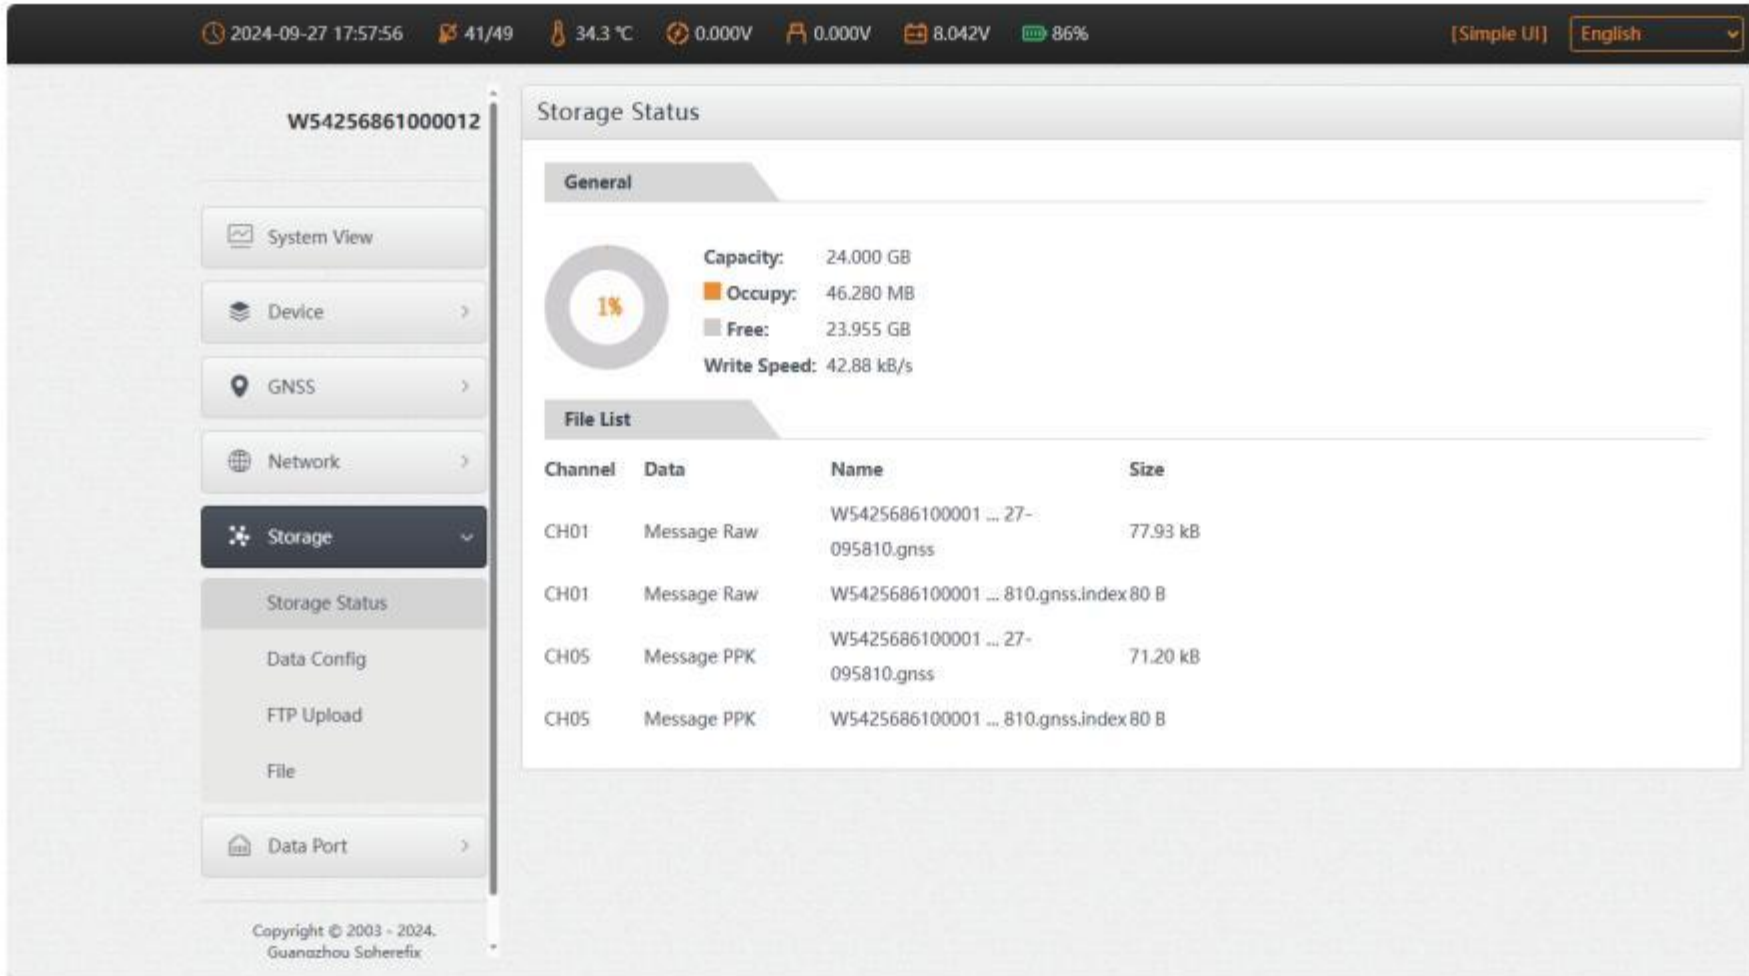 2024-09-27 17:57:56 41/49 34.3 ℃ 0.000V 0.000V 8.042V 86% [Simple UI] English
W54256861000012
System View
Device
GNSS
Network
Storage
Storage Status
Data Config
FTP Upload
File
Data Port
Copyright © 2003 - 2024.
Guangzhou Spherefix
Storage Status
General
1%
Capacity: 24.000 GB
Occupy: 46.280 MB
Free: 23.955 GB
Write Speed: 42.88 kB/s
File List
Channel Data Name Size
CH01 Message Raw W5425686100001 ... 27-095810.gnss 77.93 kB
CH01 Message Raw W5425686100001 ... 810.gnss.index 80 B
CH05 Message PPK W5425686100001 ... 27-095810.gnss 71.20 kB
CH05 Message PPK W5425686100001 ... 810.gnss.index 80 B